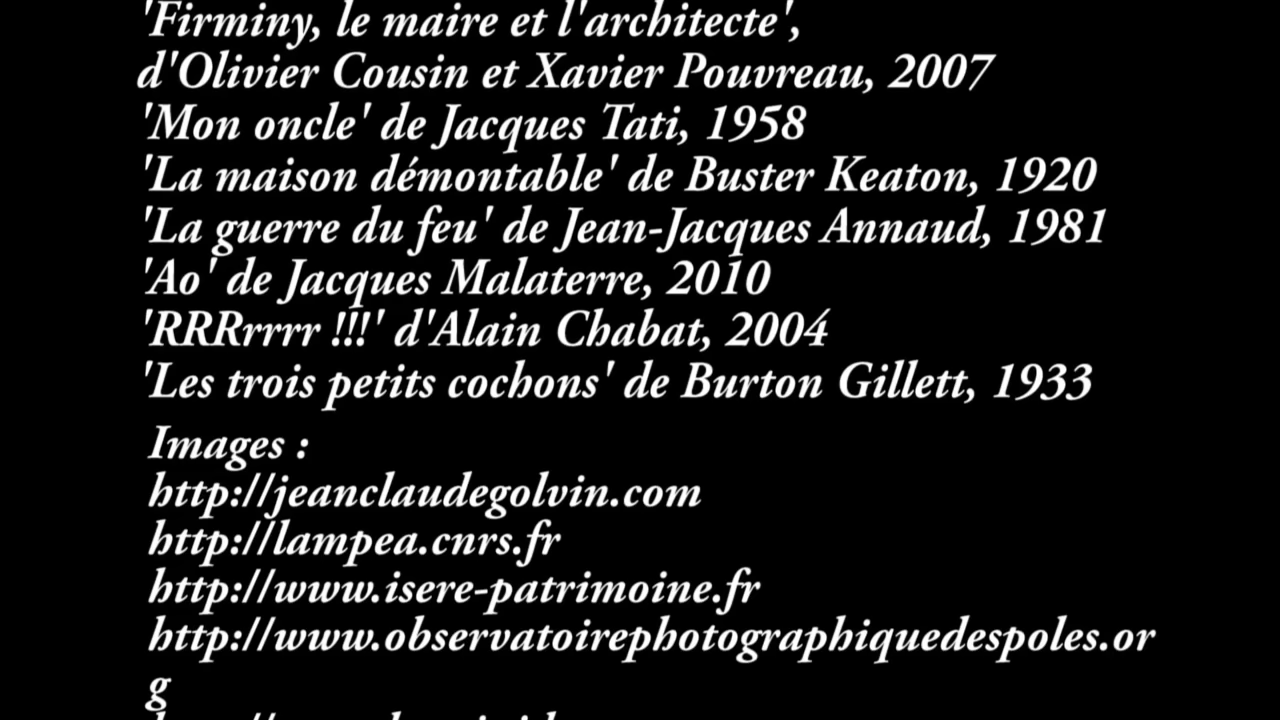 'Firminy, le maire et l'architecte',
d'Olivier Cousin et Xavier Pouvreau, 2007
'Mon oncle' de Jacques Tati, 1958
'La maison démontable' de Buster Keaton, 1920
'La guerre du feu' de Jean-Jacques Annaud, 1981
'Ao' de Jacques Malaterre, 2010
'RRRrrrr !!!' d'Alain Chabat, 2004
'Les trois petits cochons' de Burton Gillett, 1933
Images :
http://jeanclaudegolvin.com
http://lampea.cnrs.fr
http://www.isere-patrimoine.fr
http://www.observatoirephotographiquedespoles.or
g